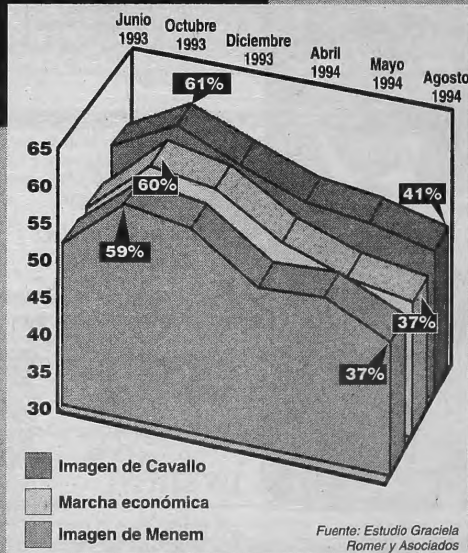 Junio
1993
Octubre
1993
Diciembre
1993
Abril
1994
Mayo
1994
Agosto
1994
61%
41%
60%
59%
37%
37%
65
60
55
50
45
40
35
30
Imagen de Cavallo
Marcha económica
Imagen de Menem
Fuente: Estudio Graciela
Romer y Asociados